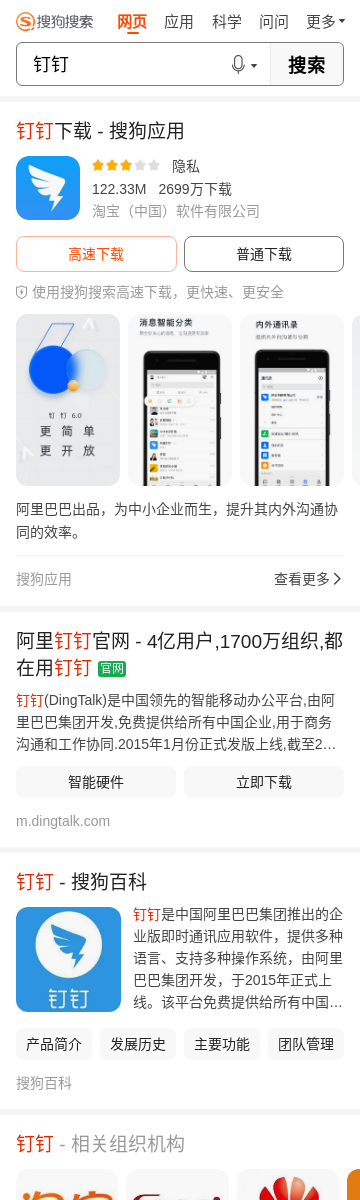 搜狗搜索 网页 应用 科学 问问 更多
钉钉 搜索
钉钉下载 - 搜狗应用
隐私
122.33M 2699万下载
淘宝（中国）软件有限公司
高速下载 普通下载
使用搜狗搜索高速下载，更快速、更安全
钉 钉 6.0
更 简 单
更 开 放
消息智能分类
内外通讯录
阿里巴巴出品，为中小企业而生，提升其内外沟通协
同的效率。
搜狗应用 查看更多
阿里钉钉官网 - 4亿用户,1700万组织,都
在用钉钉 官网
钉钉(DingTalk)是中国领先的智能移动办公平台,由阿
里巴巴集团开发,免费提供给所有中国企业,用于商务
沟通和工作协同.2015年1月份正式发版上线,截至2…
智能硬件 立即下载
m.dingtalk.com
钉钉 - 搜狗百科
钉钉
钉钉是中国阿里巴巴集团推出的企
业版即时通讯应用软件，提供多种
语言、支持多种操作系统，由阿里
巴巴集团开发，于2015年正式上
线。该平台免费提供给所有中国…
产品简介 发展历史 主要功能 团队管理
搜狗百科
钉钉 - 相关组织机构